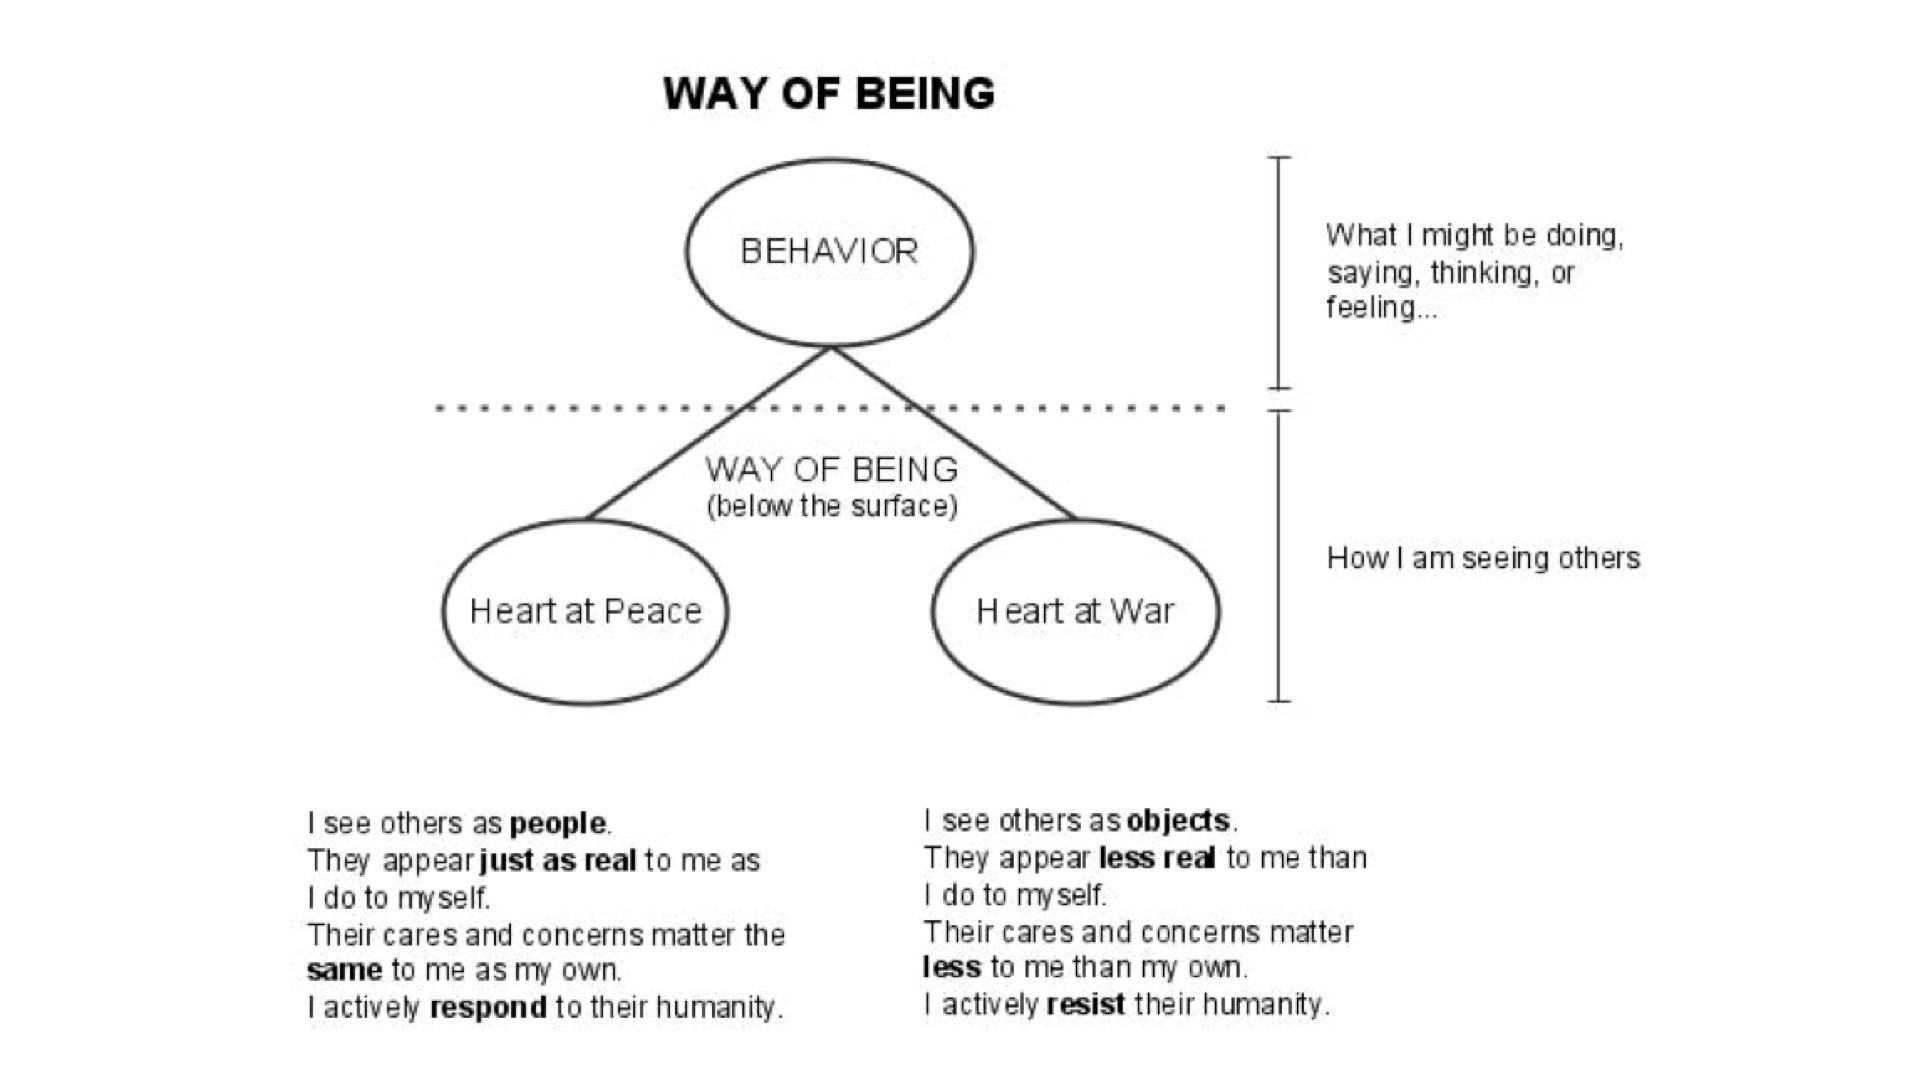 WAY OF BEING
BEHAVIOR
What I might be doing,
saying, thinking, or
feeling...
WAY OF BEING
(below the surface)
Heart at Peace
Heart at War
How I am seeing others
I see others as people.
They appear just as real to me as
I do to myself.
Their cares and concerns matter the
same to me as my own.
I actively respond to their humanity.
I see others as objects.
They appear less real to me than
I do to myself.
Their cares and concerns matter
less to me than my own.
I actively resist their humanity.